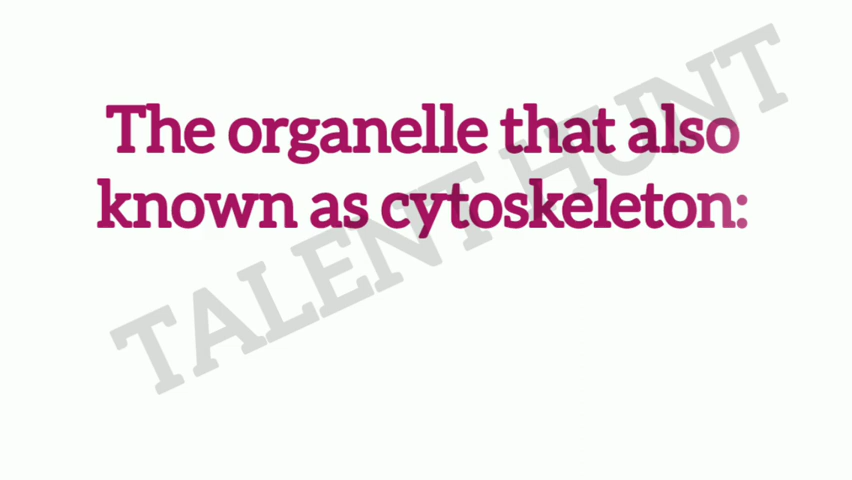 The organelle that also
known as cytoskeleton:
TALENT HUNT